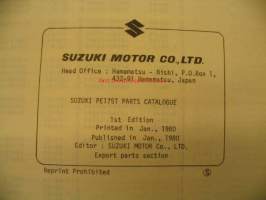 SUZUKI MOTOR CO.,LTD.
Head Office : Hamamatsu - Nishi, P.O.Box 1,
432-91 Hamamatsu, Japan
SUZUKI PE175T PARTS CATALOGUE
1st Edition
Printed in Jan., 1980
Published in Jan., 1980
Editor : SUZUKI MOTOR Co., LTD.
Export parts section
Reprint Prohibited
S